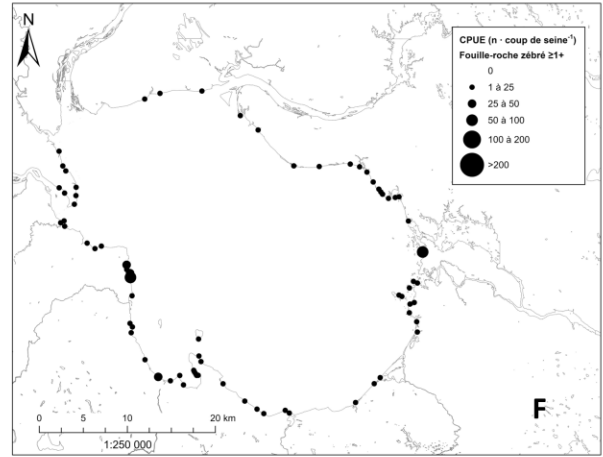 N
CPUE (n · coup de seine⁻¹)
Fouille-roche zébré ≥1+
0
1 à 25
25 à 50
50 à 100
100 à 200
>200
0 5 10 20 km
1:250 000
F